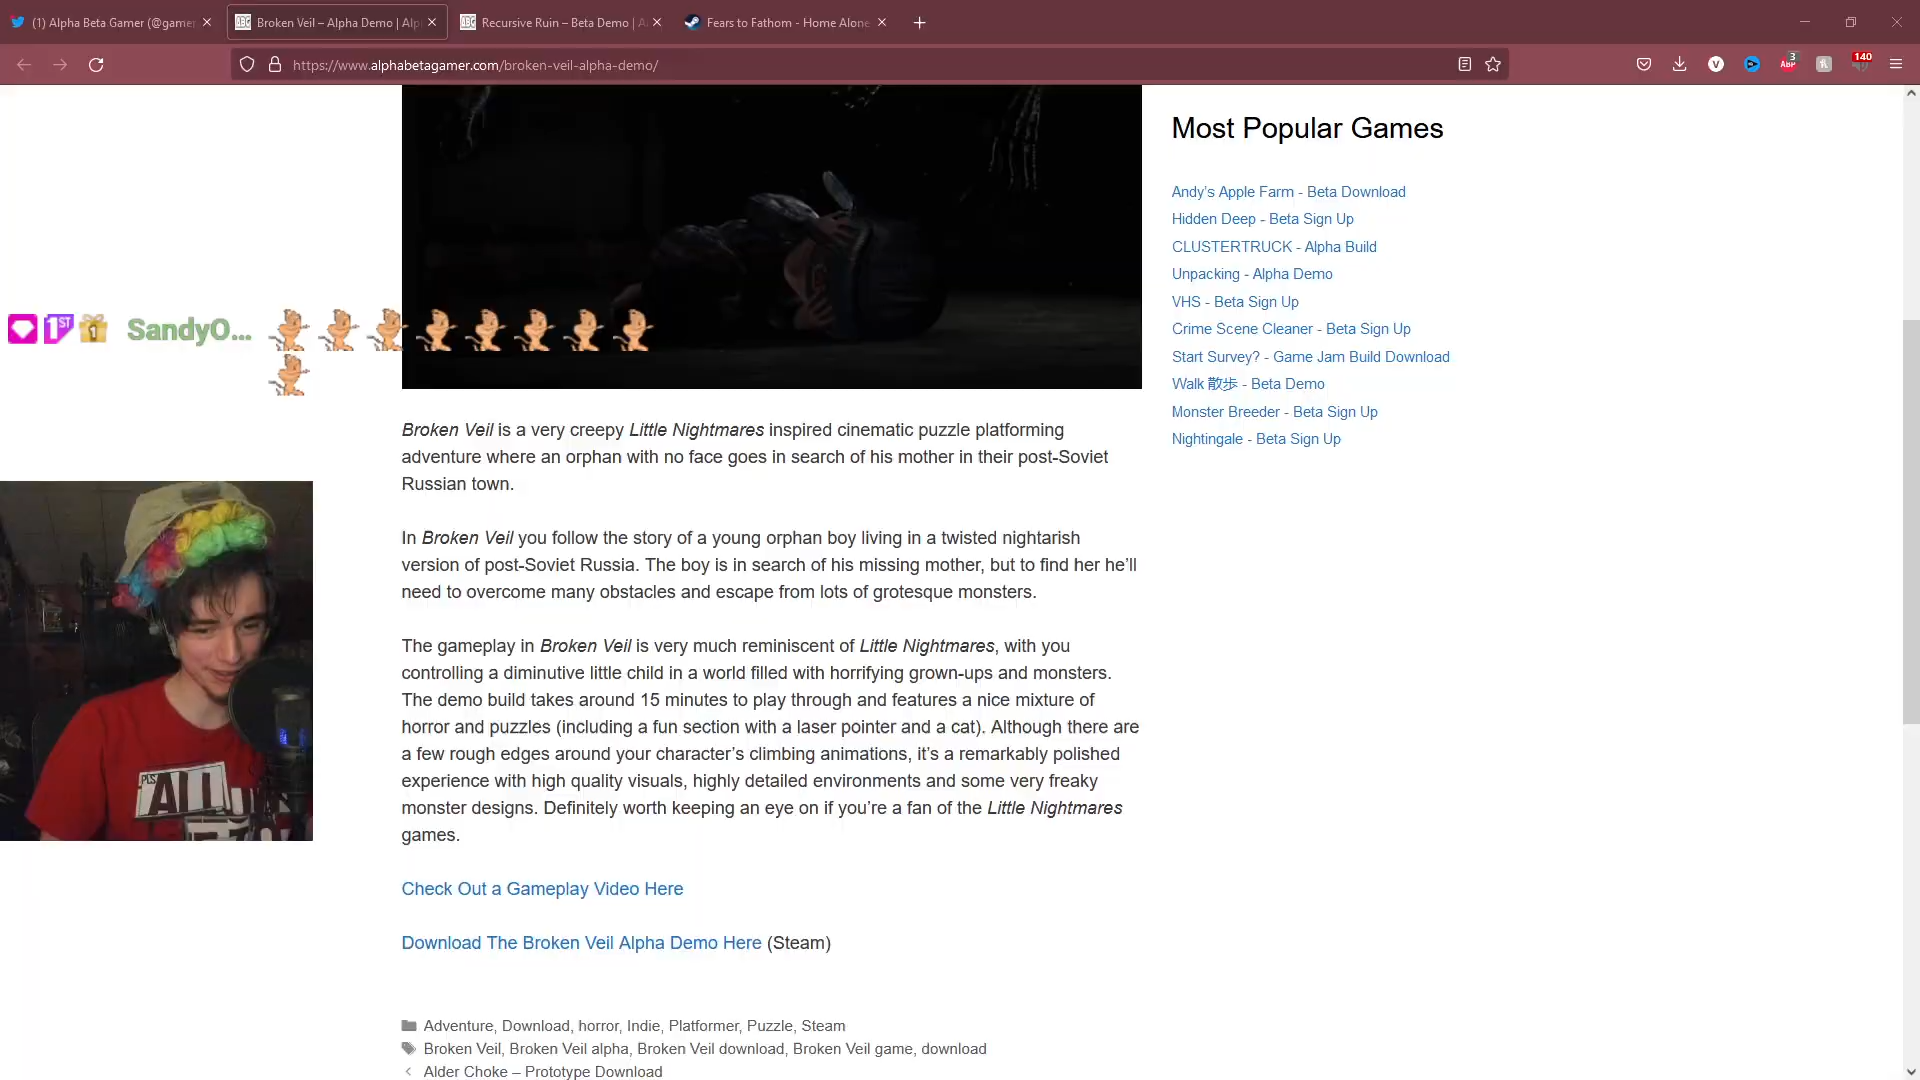 (1) Alpha Beta Gamer (@game
Broken Veil – Alpha Demo | Alp
Recursive Ruin – Beta Demo | A
Fears to Fathom - Home Alone
https://www.alphabetagamer.com/broken-veil-alpha-demo/
3
ABP
140
Most Popular Games
Andy’s Apple Farm - Beta Download
Hidden Deep - Beta Sign Up
CLUSTERTRUCK - Alpha Build
Unpacking - Alpha Demo
VHS - Beta Sign Up
Crime Scene Cleaner - Beta Sign Up
Start Survey? - Game Jam Build Download
Walk 散歩 - Beta Demo
Monster Breeder - Beta Sign Up
Nightingale - Beta Sign Up
1ST 1 SandyO...
Broken Veil is a very creepy Little Nightmares inspired cinematic puzzle platforming
adventure where an orphan with no face goes in search of his mother in their post-Soviet
Russian town.
In Broken Veil you follow the story of a young orphan boy living in a twisted nightarish
version of post-Soviet Russia. The boy is in search of his missing mother, but to find her he’ll
need to overcome many obstacles and escape from lots of grotesque monsters.
The gameplay in Broken Veil is very much reminiscent of Little Nightmares, with you
controlling a diminutive little child in a world filled with horrifying grown-ups and monsters.
The demo build takes around 15 minutes to play through and features a nice mixture of
horror and puzzles (including a fun section with a laser pointer and a cat). Although there are
a few rough edges around your character’s climbing animations, it’s a remarkably polished
experience with high quality visuals, highly detailed environments and some very freaky
monster designs. Definitely worth keeping an eye on if you’re a fan of the Little Nightmares
games.
ALL
Check Out a Gameplay Video Here
Download The Broken Veil Alpha Demo Here (Steam)
Adventure, Download, horror, Indie, Platformer, Puzzle, Steam
Broken Veil, Broken Veil alpha, Broken Veil download, Broken Veil game, download
Alder Choke – Prototype Download